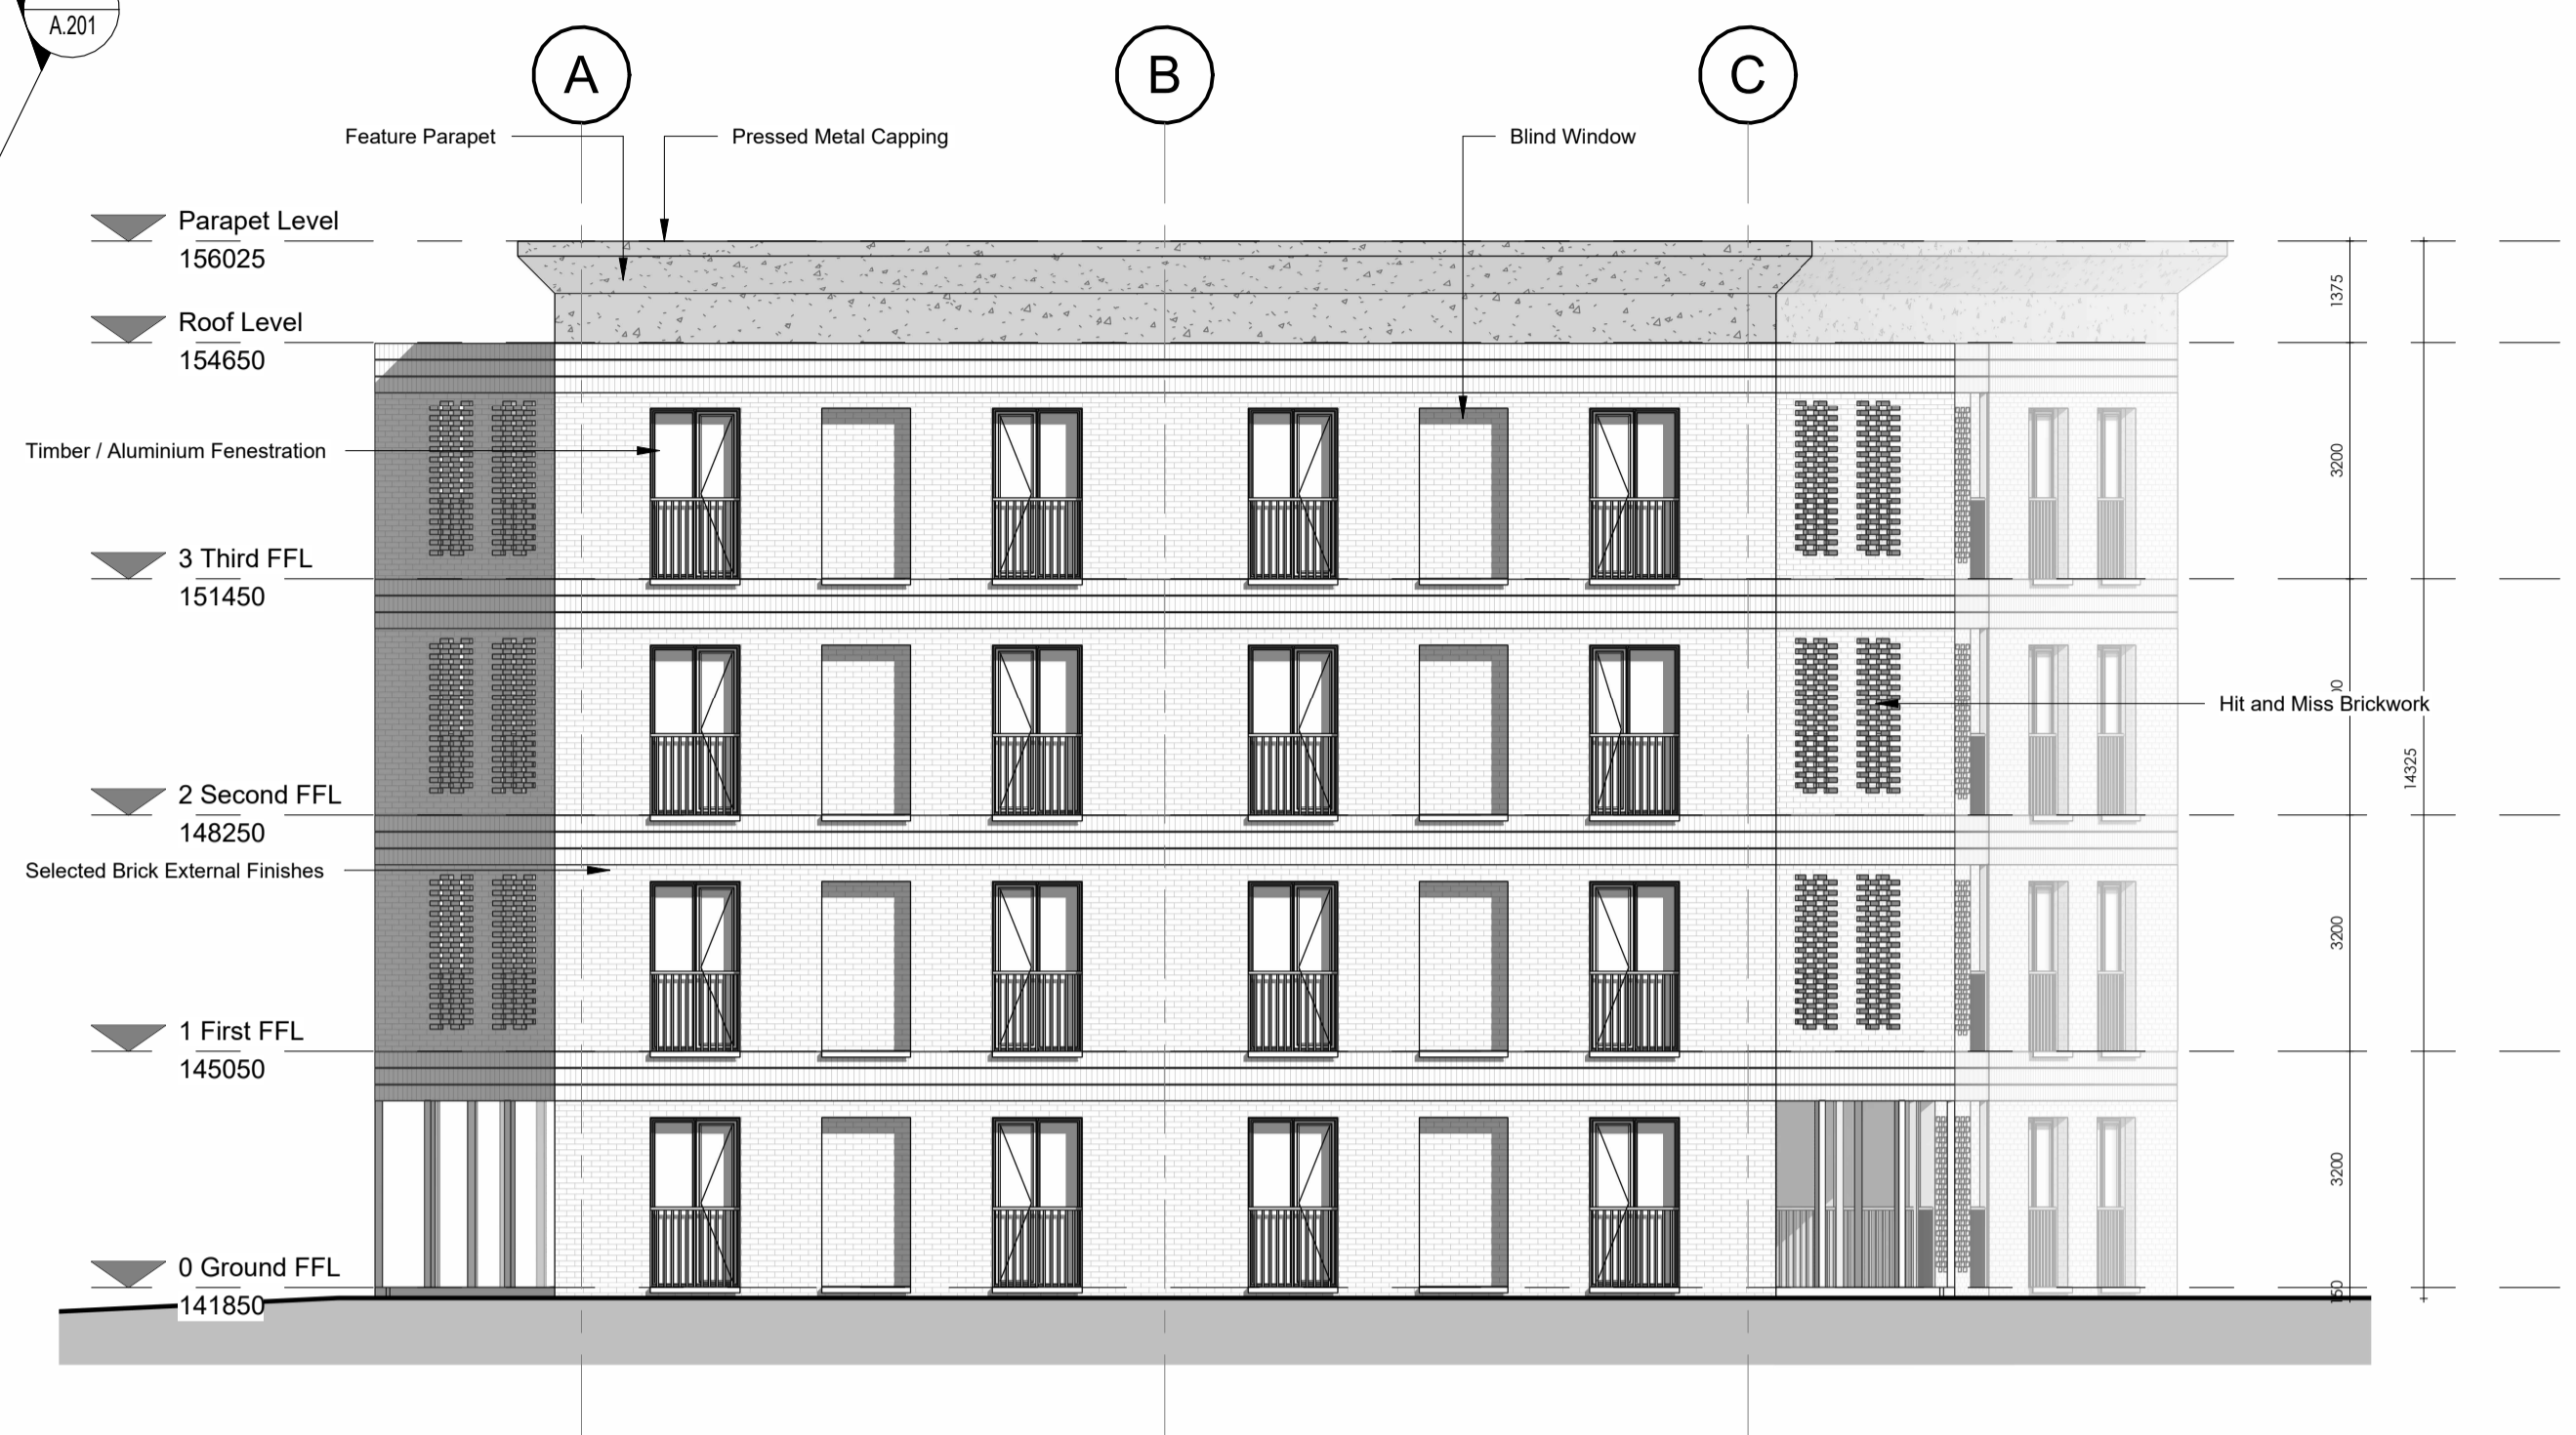 A.201
A
B
C
Feature Parapet
Pressed Metal Capping
Blind Window
Parapet Level
156025
Roof Level
154650
1375
Timber / Aluminium Fenestration
3200
3 Third FFL
151450
Hit and Miss Brickwork
14325
2 Second FFL
148250
Selected Brick External Finishes
3200
1 First FFL
145050
3200
0 Ground FFL
141850
150